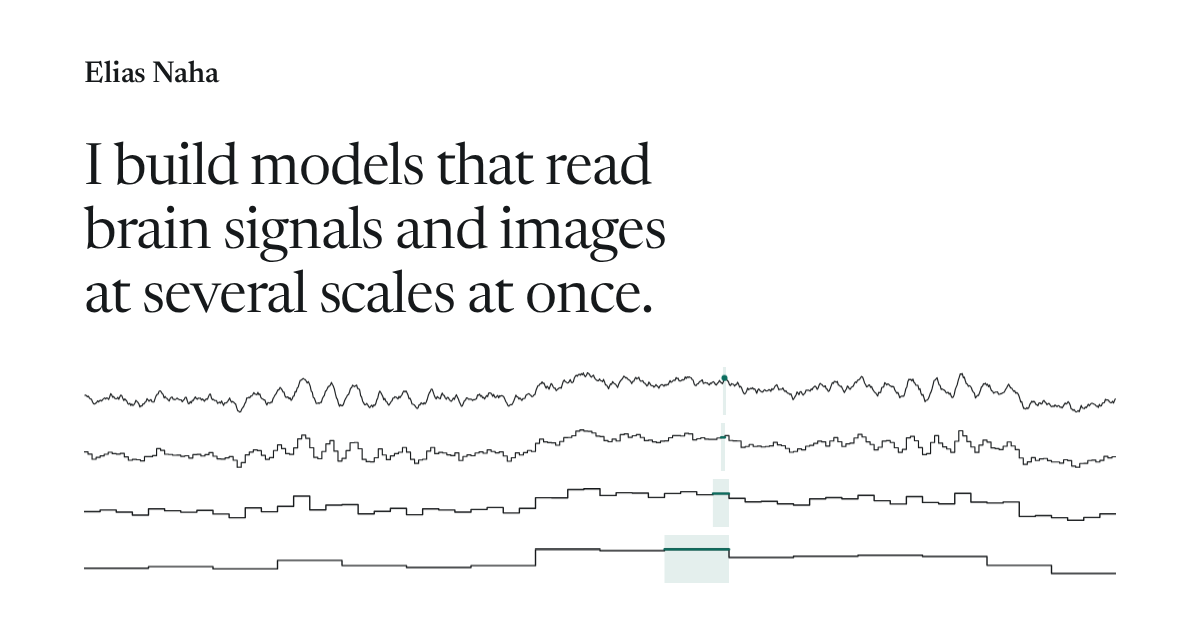 Elias Naha
I build models that read
brain signals and images
at several scales at once.